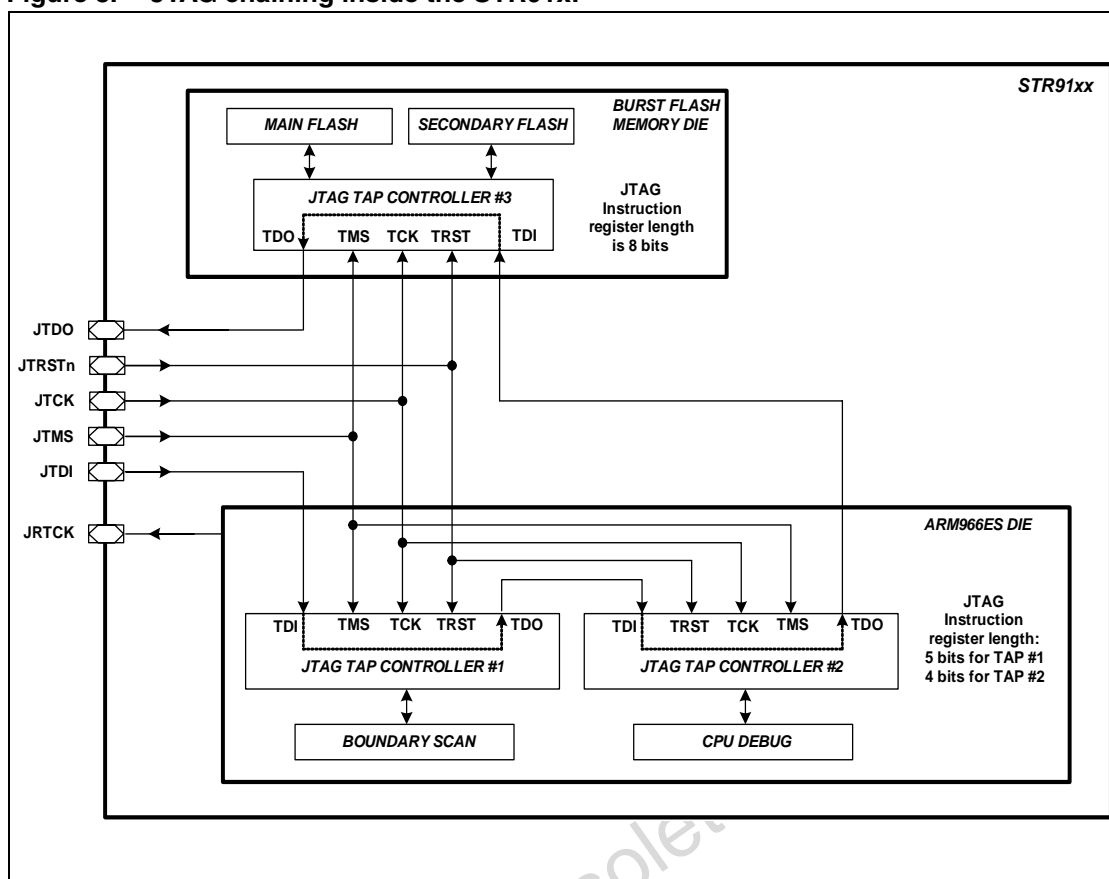 STR91xx
BURST FLASH
MEMORY DIE
MAIN FLASH
SECONDARY FLASH
JTAG TAP CONTROLLER #3
TDO TMS TCK TRST TDI
JTAG
Instruction
register length
is 8 bits
JTDO
JTRSTn
JTCK
JTMS
JTDI
JRTCK
ARM966ES DIE
TDI TMS TCK TRST TDO
JTAG TAP CONTROLLER #1
BOUNDARY SCAN
TDI TRST TCK TMS TDO
JTAG TAP CONTROLLER #2
CPU DEBUG
JTAG
Instruction
register length:
5 bits for TAP #1
4 bits for TAP #2